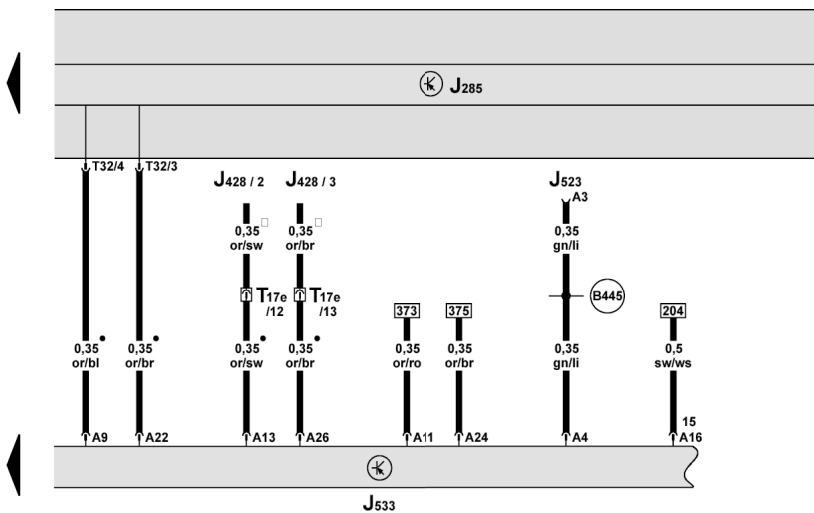 J285
T32/4 T32/3
J428 / 2 J428 / 3 J523
A3
0,35 0,35 0,35
or/sw or/br gn/li
T17e T17e B445
/12 /13
373 375 204
0,35 0,35 0,35 0,35 0,35 0,35 0,35 0,5
or/bl or/br or/sw or/br or/ro or/br gn/li sw/ws
15
A9 A22 A13 A26 A11 A24 A4 A16
J533